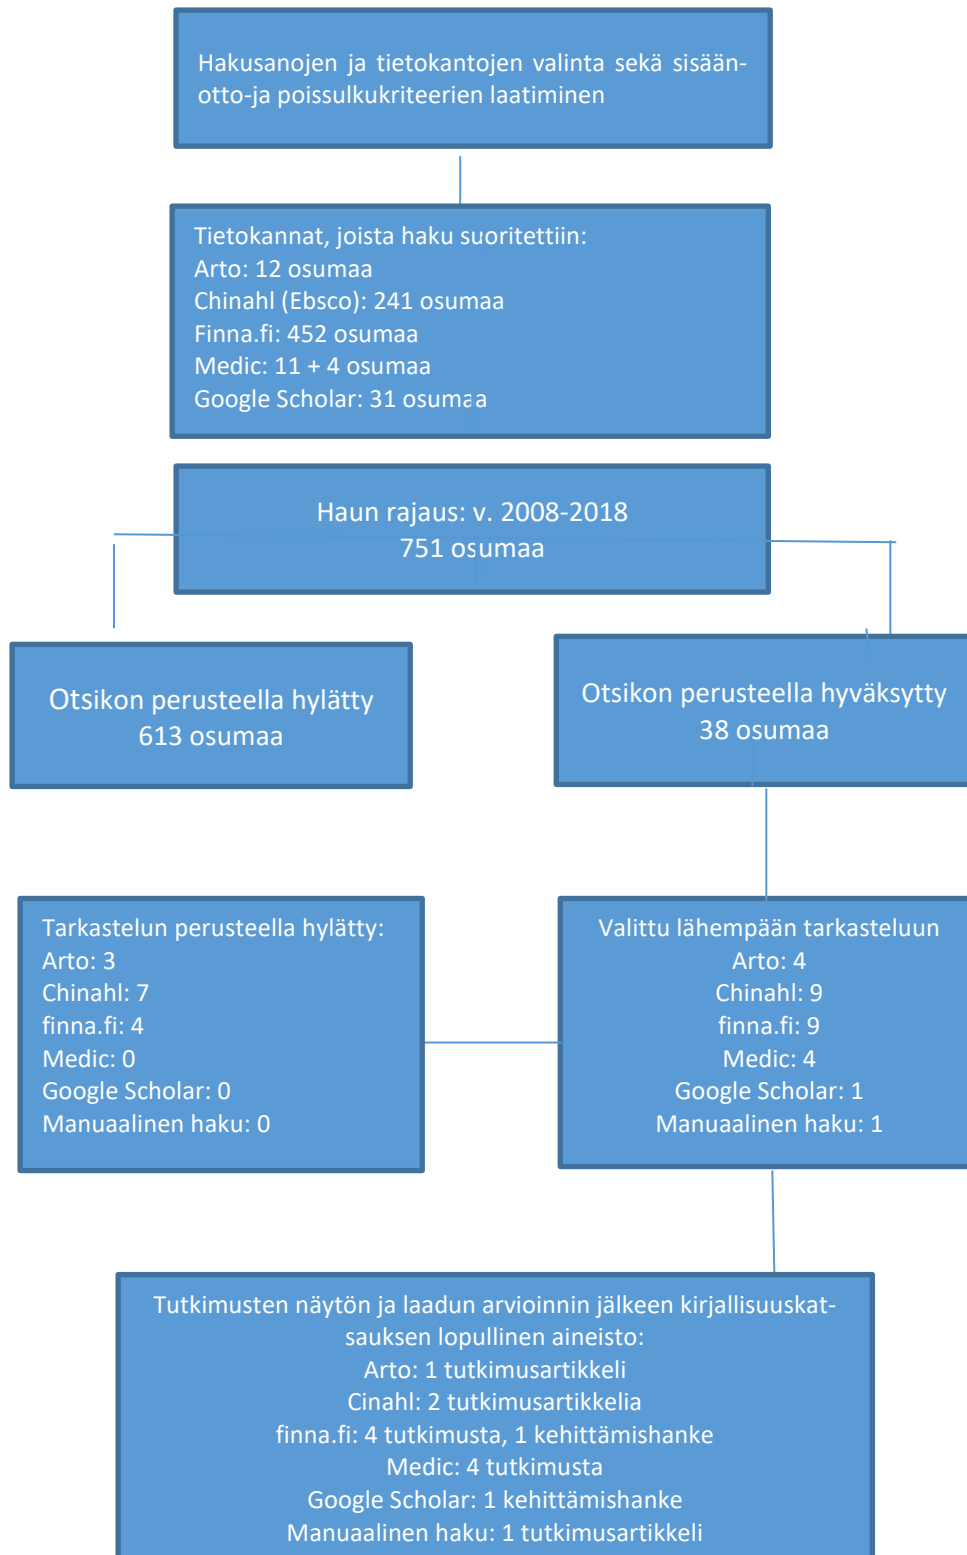 Hakusanojen ja tietokantojen valinta sekä sisään-
otto-ja poissulkukriteerien laatiminen
Tietokannat, joista haku suoritettiin:
Arto: 12 osumaa
Chinahl (Ebsco): 241 osumaa
Finna.fi: 452 osumaa
Medic: 11 + 4 osumaa
Google Scholar: 31 osumaa
Haun rajaus: v. 2008-2018
751 osumaa
Otsikon perusteella hylätty
613 osumaa
Otsikon perusteella hyväksytty
38 osumaa
Tarkastelun perusteella hylätty:
Arto: 3
Chinahl: 7
finna.fi: 4
Medic: 0
Google Scholar: 0
Manuaalinen haku: 0
Valittu lähempään tarkasteluun
Arto: 4
Chinahl: 9
finna.fi: 9
Medic: 4
Google Scholar: 1
Manuaalinen haku: 1
Tutkimusten näytön ja laadun arvioinnin jälkeen kirjallisuuskat-
sauksen lopullinen aineisto:
Arto: 1 tutkimusartikkeli
Cinahl: 2 tutkimusartikkelia
finna.fi: 4 tutkimusta, 1 kehittämishanke
Medic: 4 tutkimusta
Google Scholar: 1 kehittämishanke
Manuaalinen haku: 1 tutkimusartikkeli